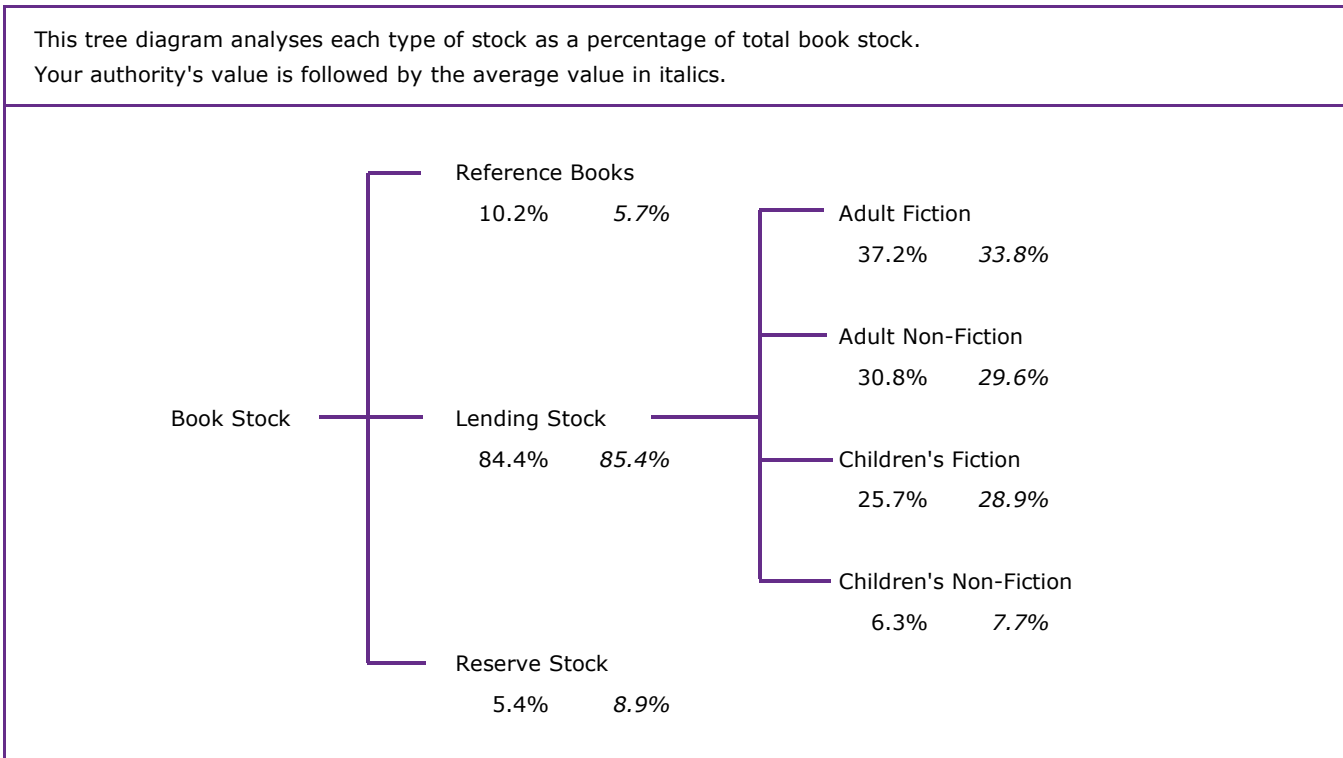 This tree diagram analyses each type of stock as a percentage of total book stock.
Your authority's value is followed by the average value in italics.
Reference Books
10.2% 5.7%
Adult Fiction
37.2% 33.8%
Adult Non-Fiction
30.8% 29.6%
Book Stock
Lending Stock
84.4% 85.4%
Children's Fiction
25.7% 28.9%
Children's Non-Fiction
6.3% 7.7%
Reserve Stock
5.4% 8.9%